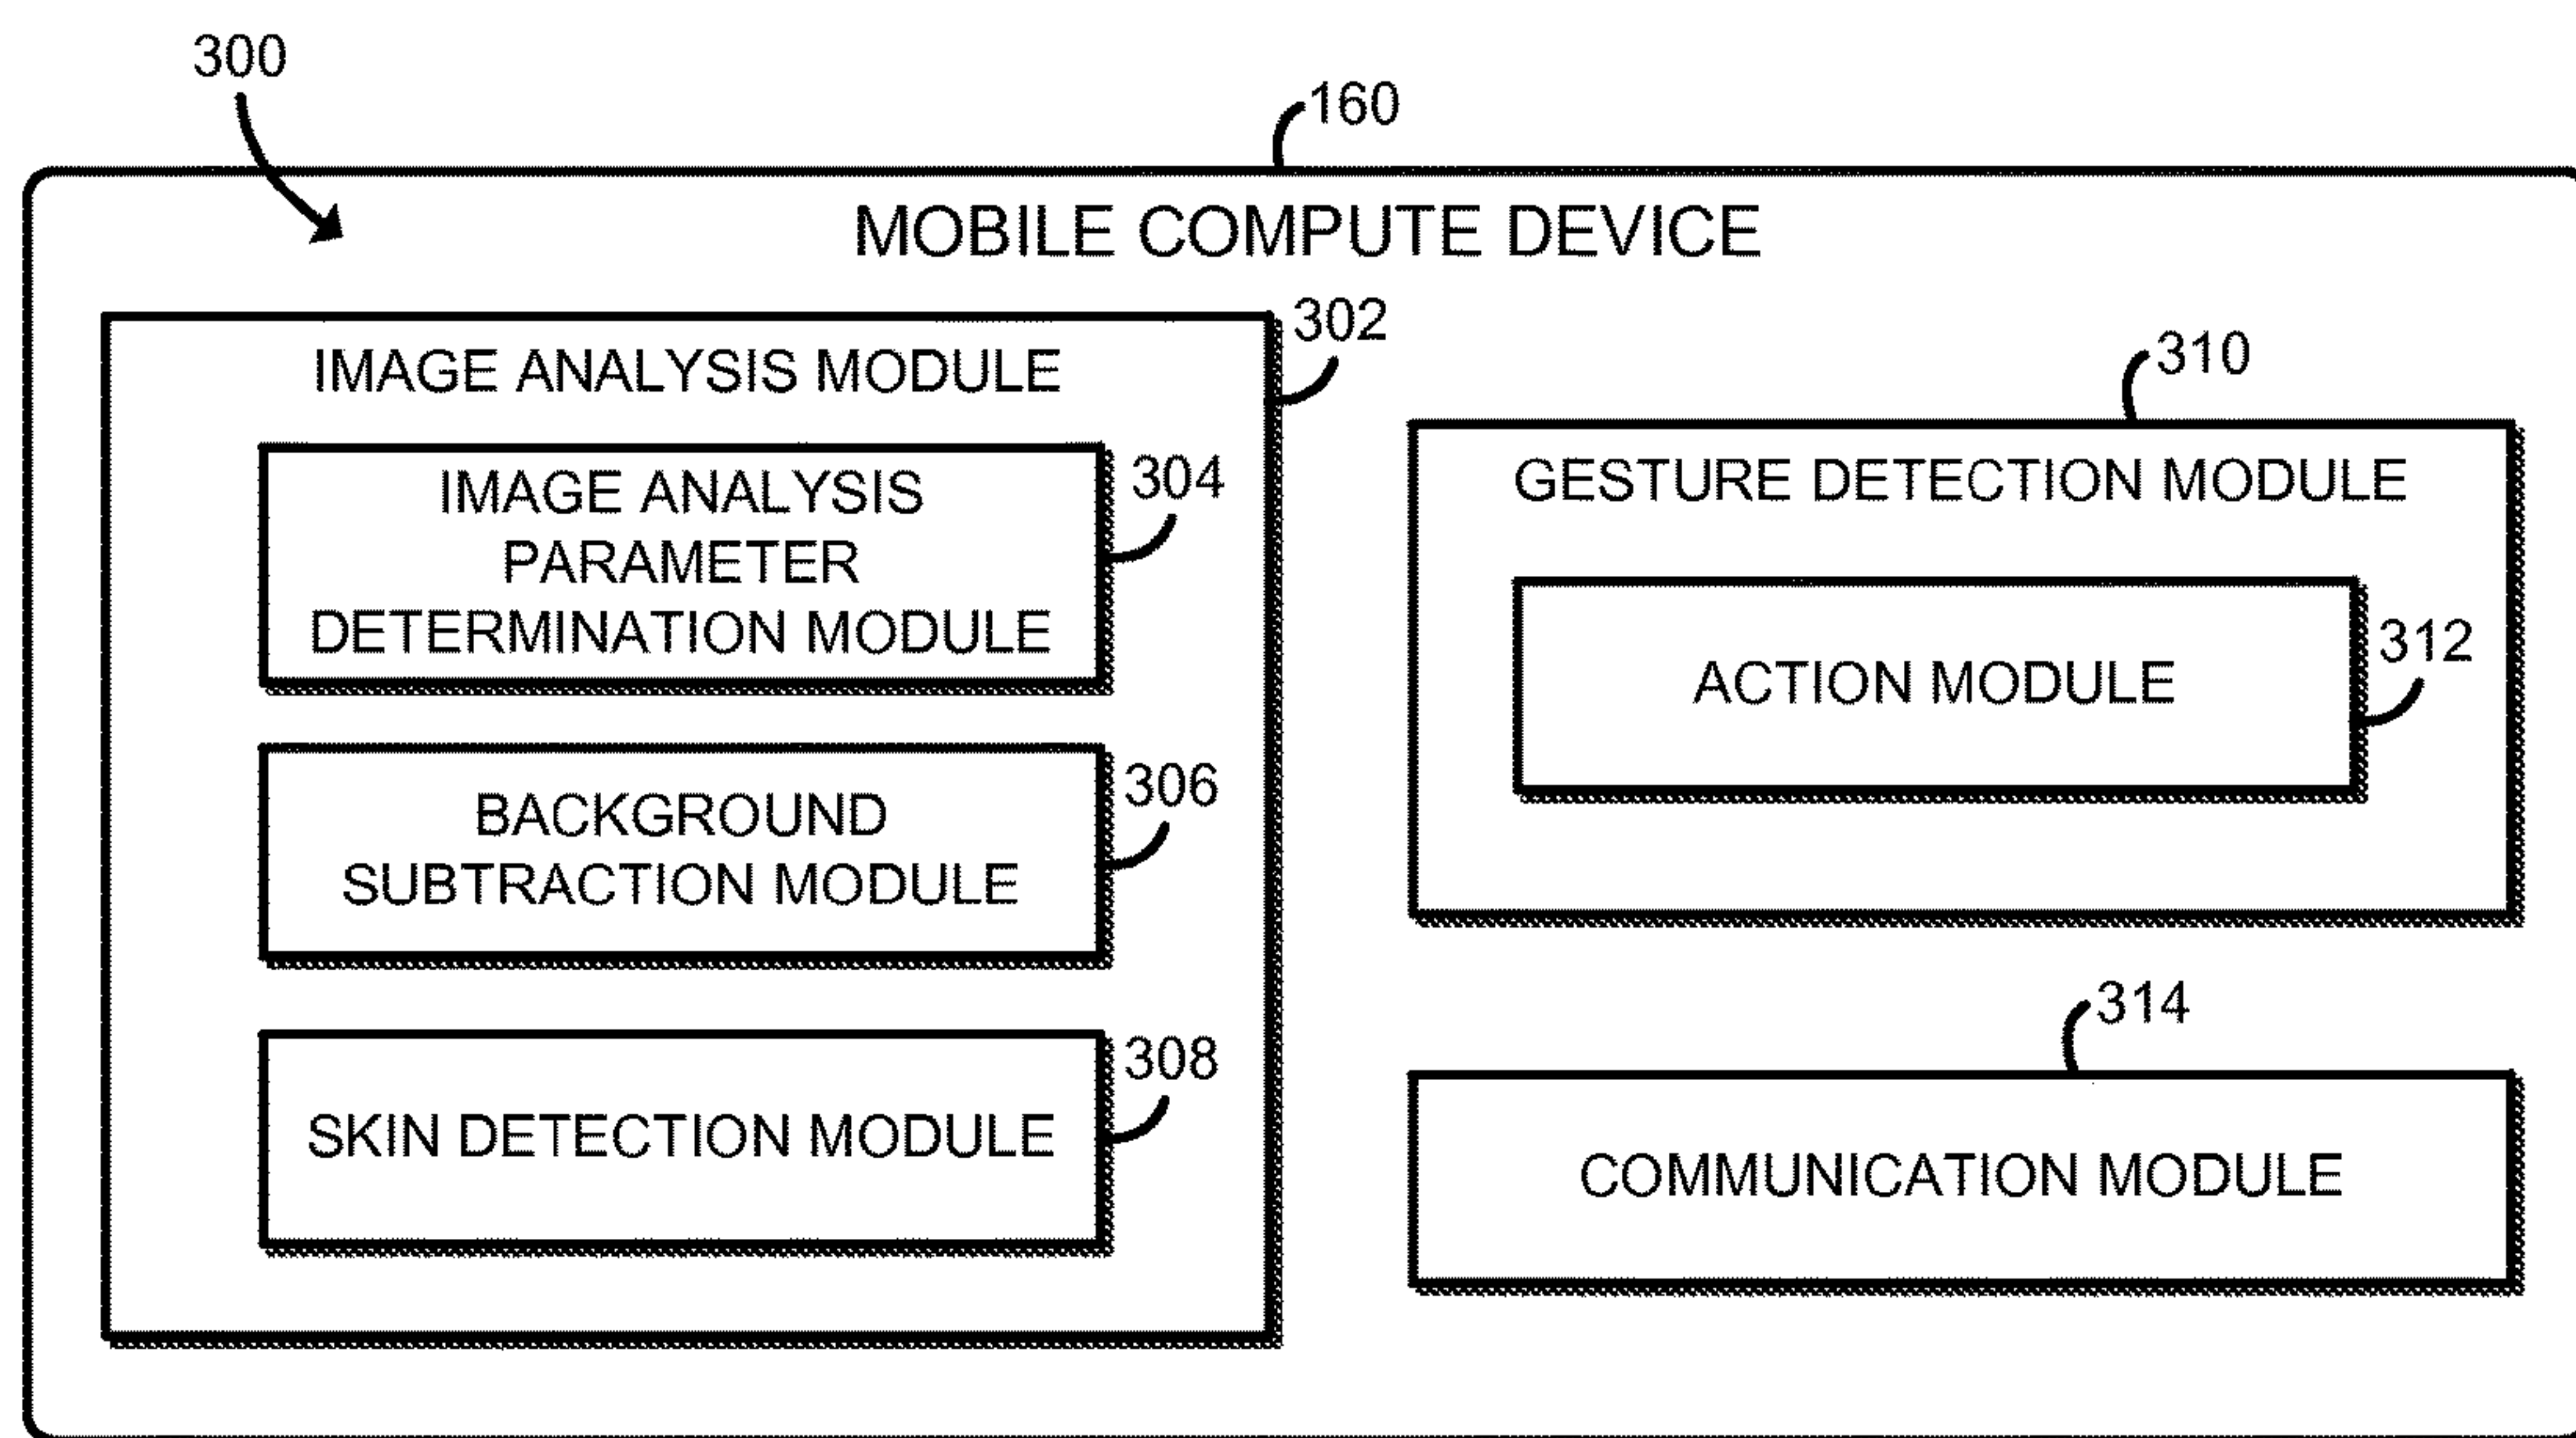 300
160
MOBILE COMPUTE DEVICE
302
IMAGE ANALYSIS MODULE
304
IMAGE ANALYSIS
PARAMETER
DETERMINATION MODULE
306
BACKGROUND
SUBTRACTION MODULE
308
SKIN DETECTION MODULE
310
GESTURE DETECTION MODULE
312
ACTION MODULE
314
COMMUNICATION MODULE